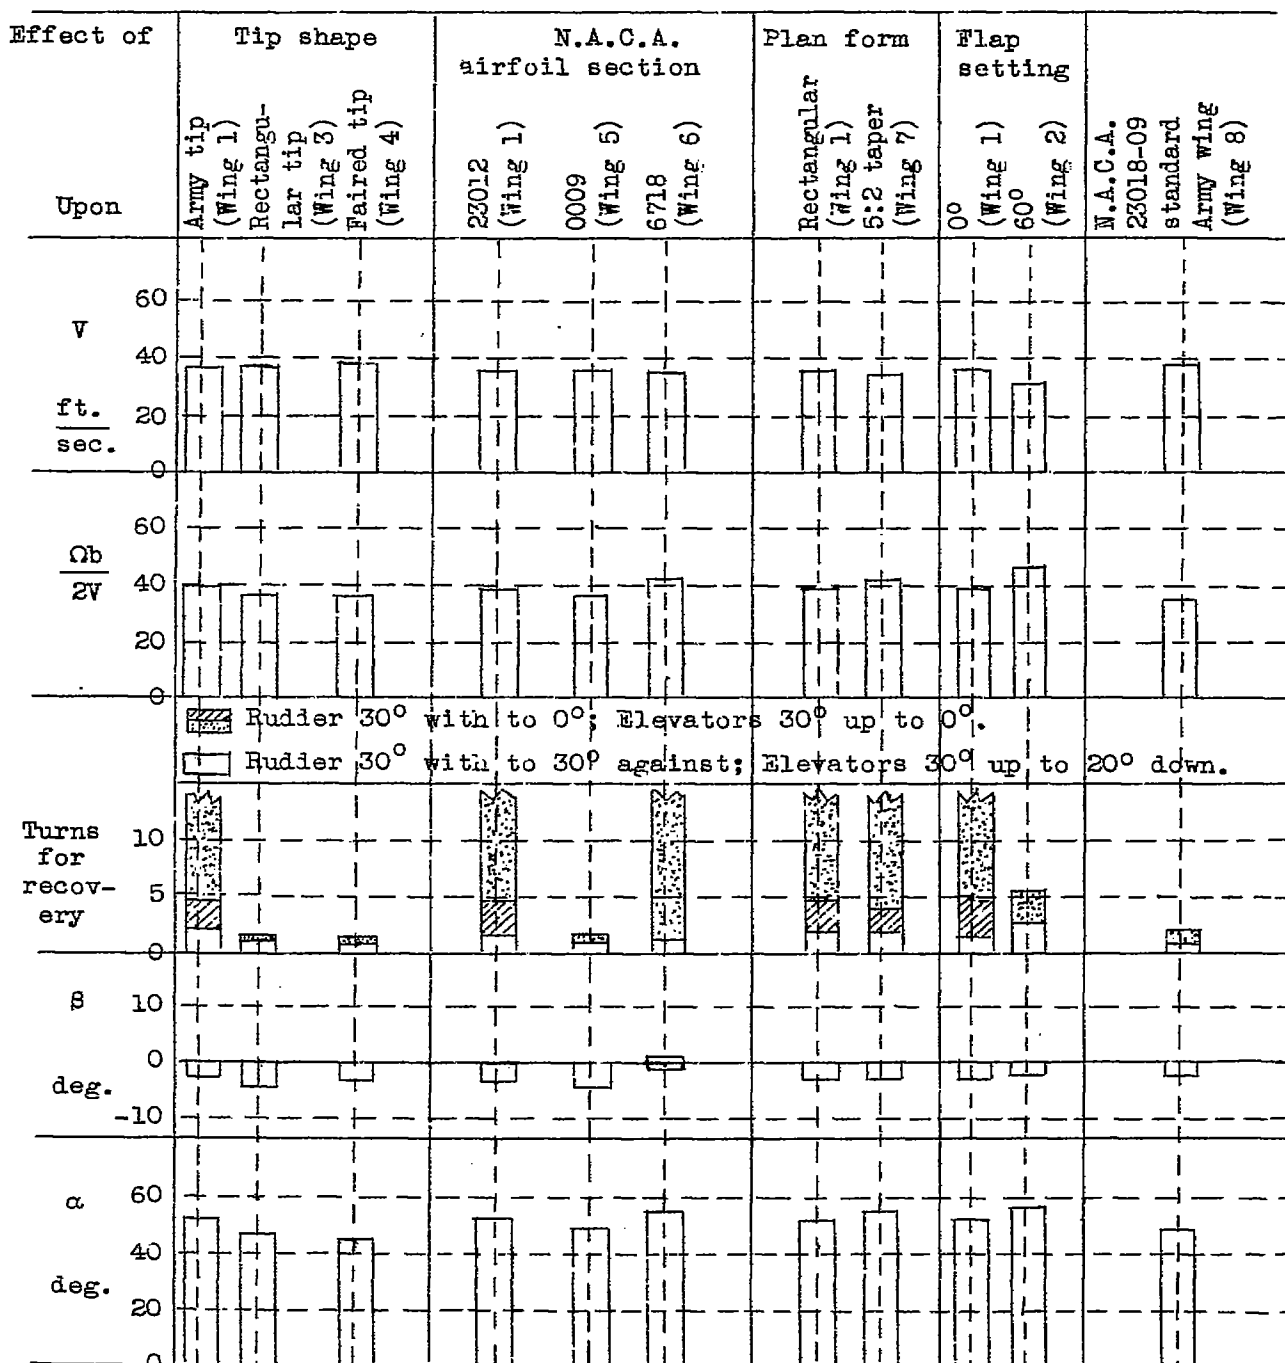 Effect of
Tip shape
N.A.C.A.
airfoil section
Plan form
Flap
setting
Upon
Army tip
(Wing 1)
Rectangu-
lar tip
(Wing 3)
Faired tip
(Wing 4)
23012
(Wing 1)
0009
(Wing 5)
6718
(Wing 6)
Rectangular
(Wing 1)
5:2 taper
(Wing 7)
0°
(Wing 1)
60°
(Wing 2)
N.A.C.A.
23018-09
standard
Army wing
(Wing 8)
60
V
40
ft.
20
sec.
0
60
Ωb
40
2V
20
0
Rudder 30° with to 0°; Elevators 30° up to 0°.
Rudder 30° with to 30° against; Elevators 30° up to 20° down.
Turns
10
for
recov-
5
ery
0
β
10
0
deg.
-10
α
60
40
deg.
20
0